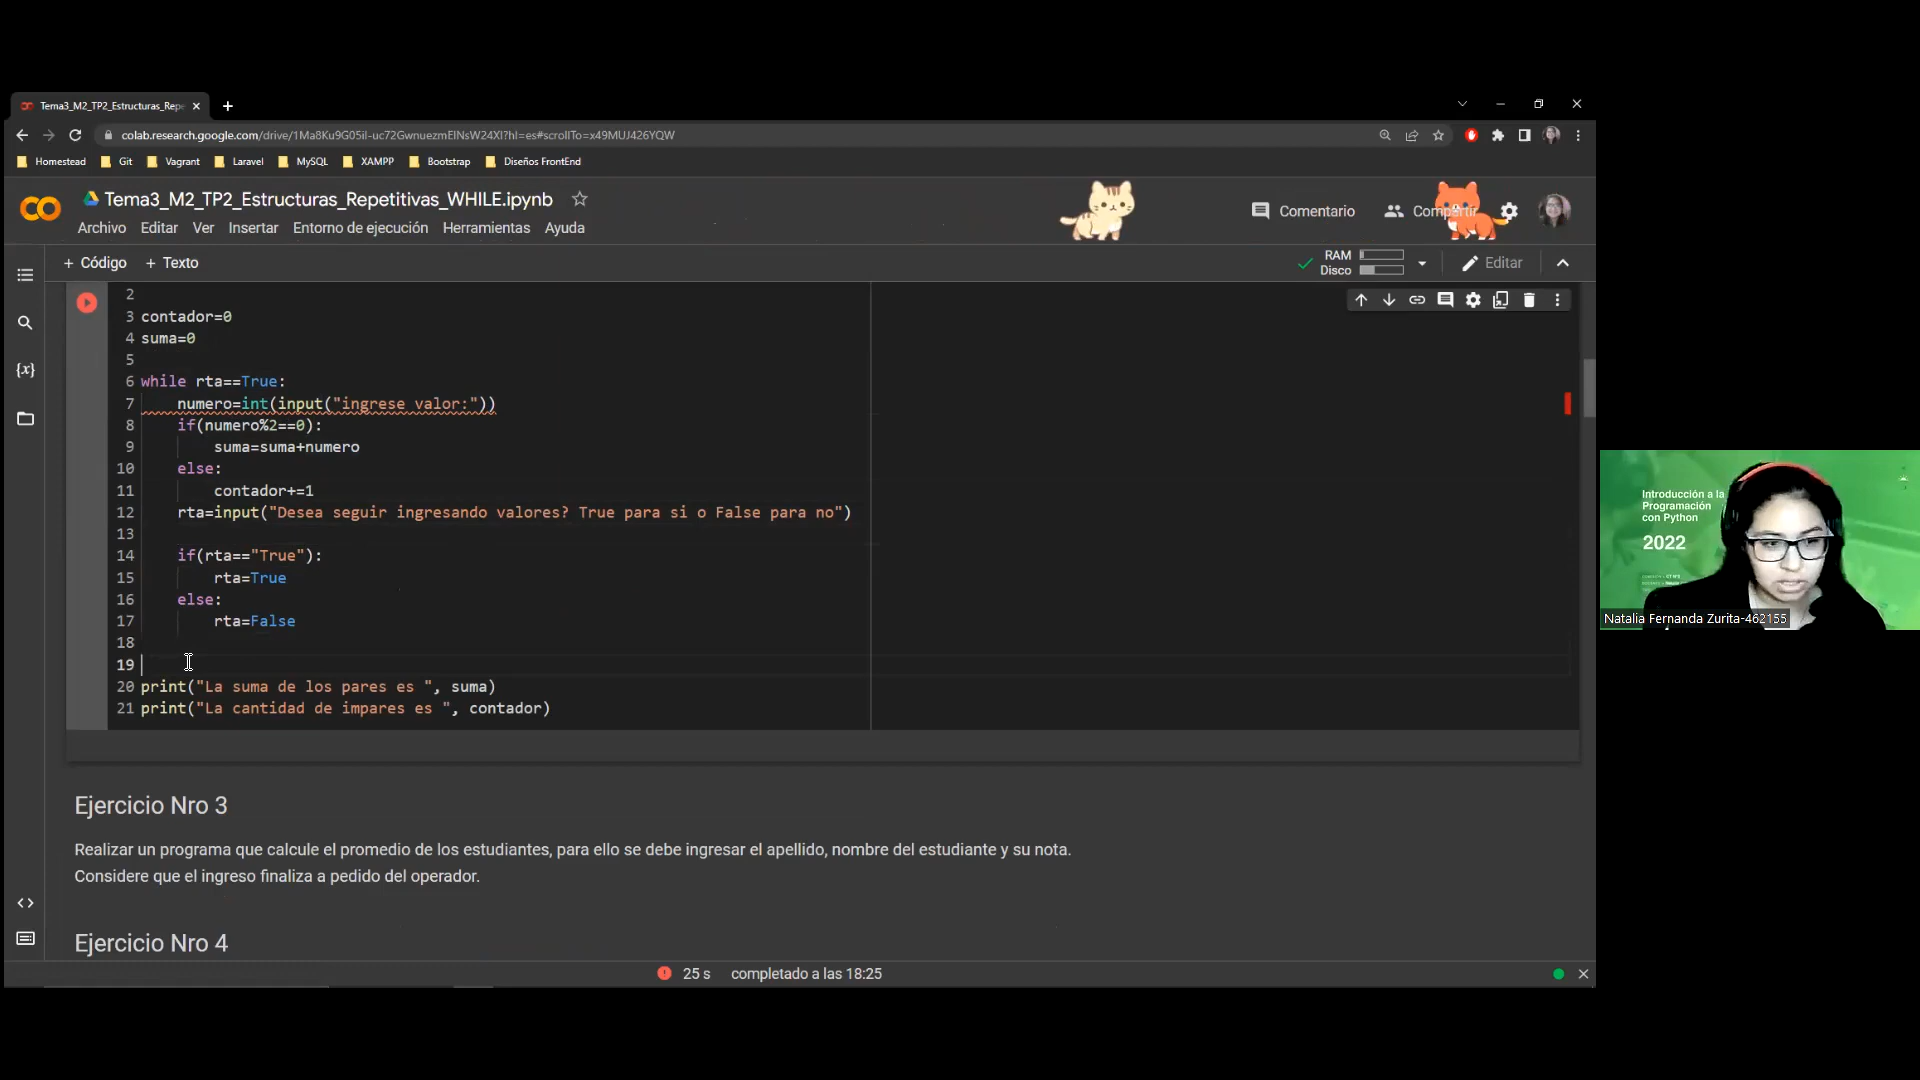 Tema3_M2_TP2_Estructuras_Repe
colab.research.google.com/drive/1Ma8Ku9G05iI-uc72GwnuezmEINsW24XI?hl=es#scrollTo=x49MUJ426YQW
Homestead Git Vagrant Laravel MySQL XAMPP Bootstrap Diseños FrontEnd
Tema3_M2_TP2_Estructuras_Repetitivas_WHILE.ipynb
Comentario Compartir
Archivo Editar Ver Insertar Entorno de ejecución Herramientas Ayuda
+ Código + Texto
RAM
Disco
Editar
2
3 contador=0
4 suma=0
5
6 while rta==True:
7 numero=int(input("ingrese valor:"))
8 if(numero%2==0):
9 suma=suma+numero
10 else:
11 contador+=1
12 rta=input("Desea seguir ingresando valores? True para si o False para no")
13
14 if(rta=="True"):
15 rta=True
16 else:
17 rta=False
18
19
20 print("La suma de los pares es ", suma)
21 print("La cantidad de impares es ", contador)
Ejercicio Nro 3
Realizar un programa que calcule el promedio de los estudiantes, para ello se debe ingresar el apellido, nombre del estudiante y su nota.
Considere que el ingreso finaliza a pedido del operador.
Ejercicio Nro 4
25 s completado a las 18:25
Introducción a la
Programación
con Python
2022
Natalia Fernanda Zurita-462155